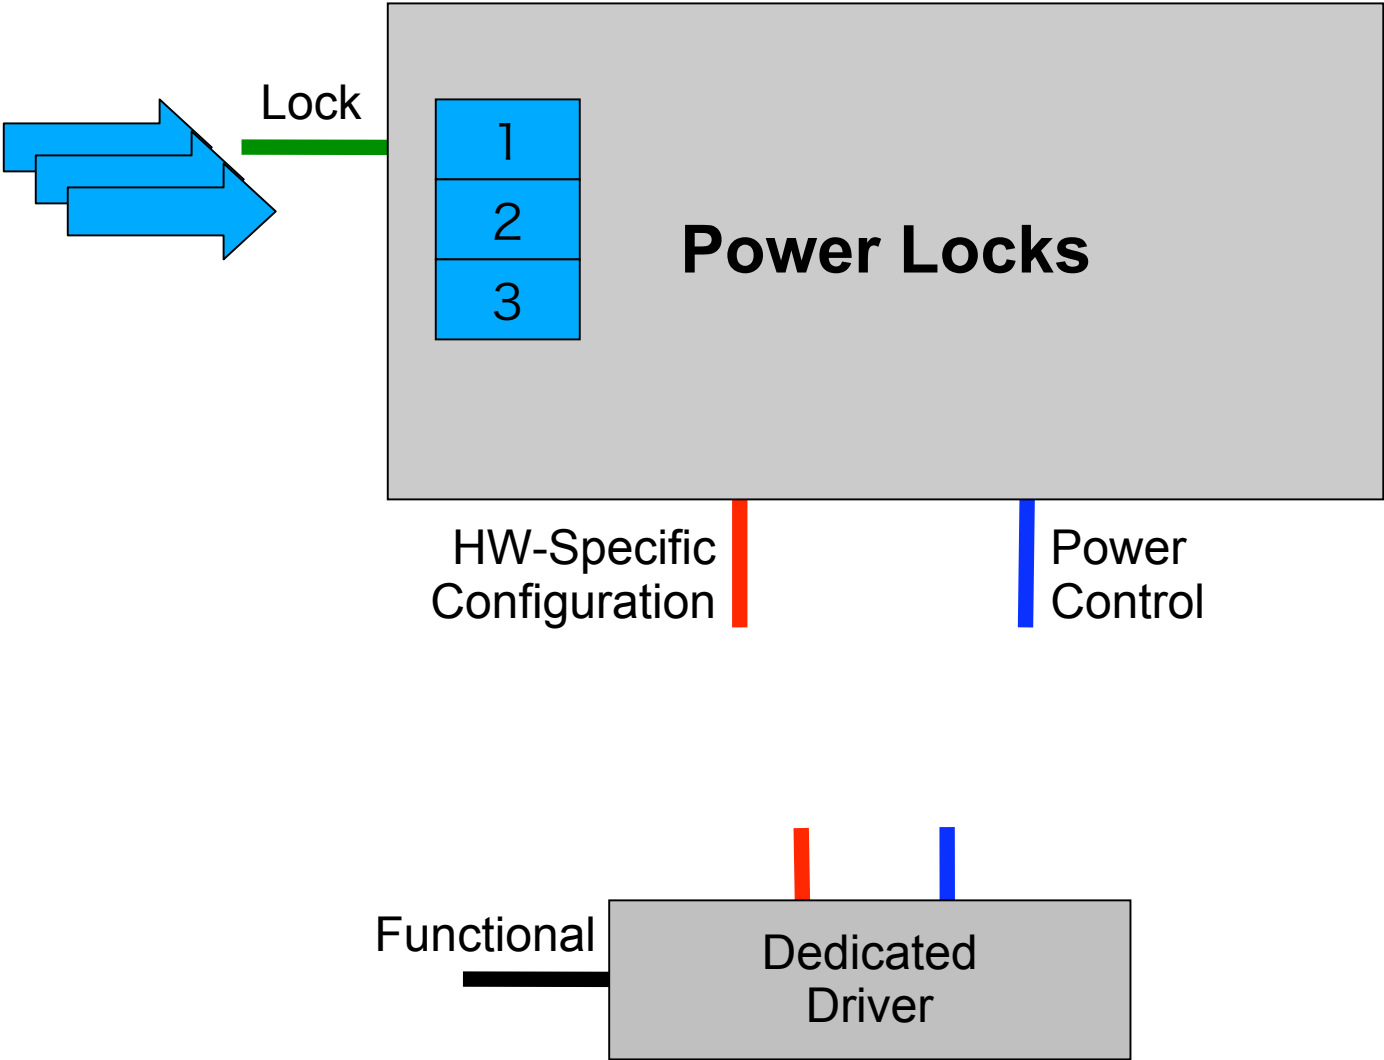 Lock
1
2
3
Power Locks
HW-Specific
Configuration
Power
Control
Functional
Dedicated
Driver